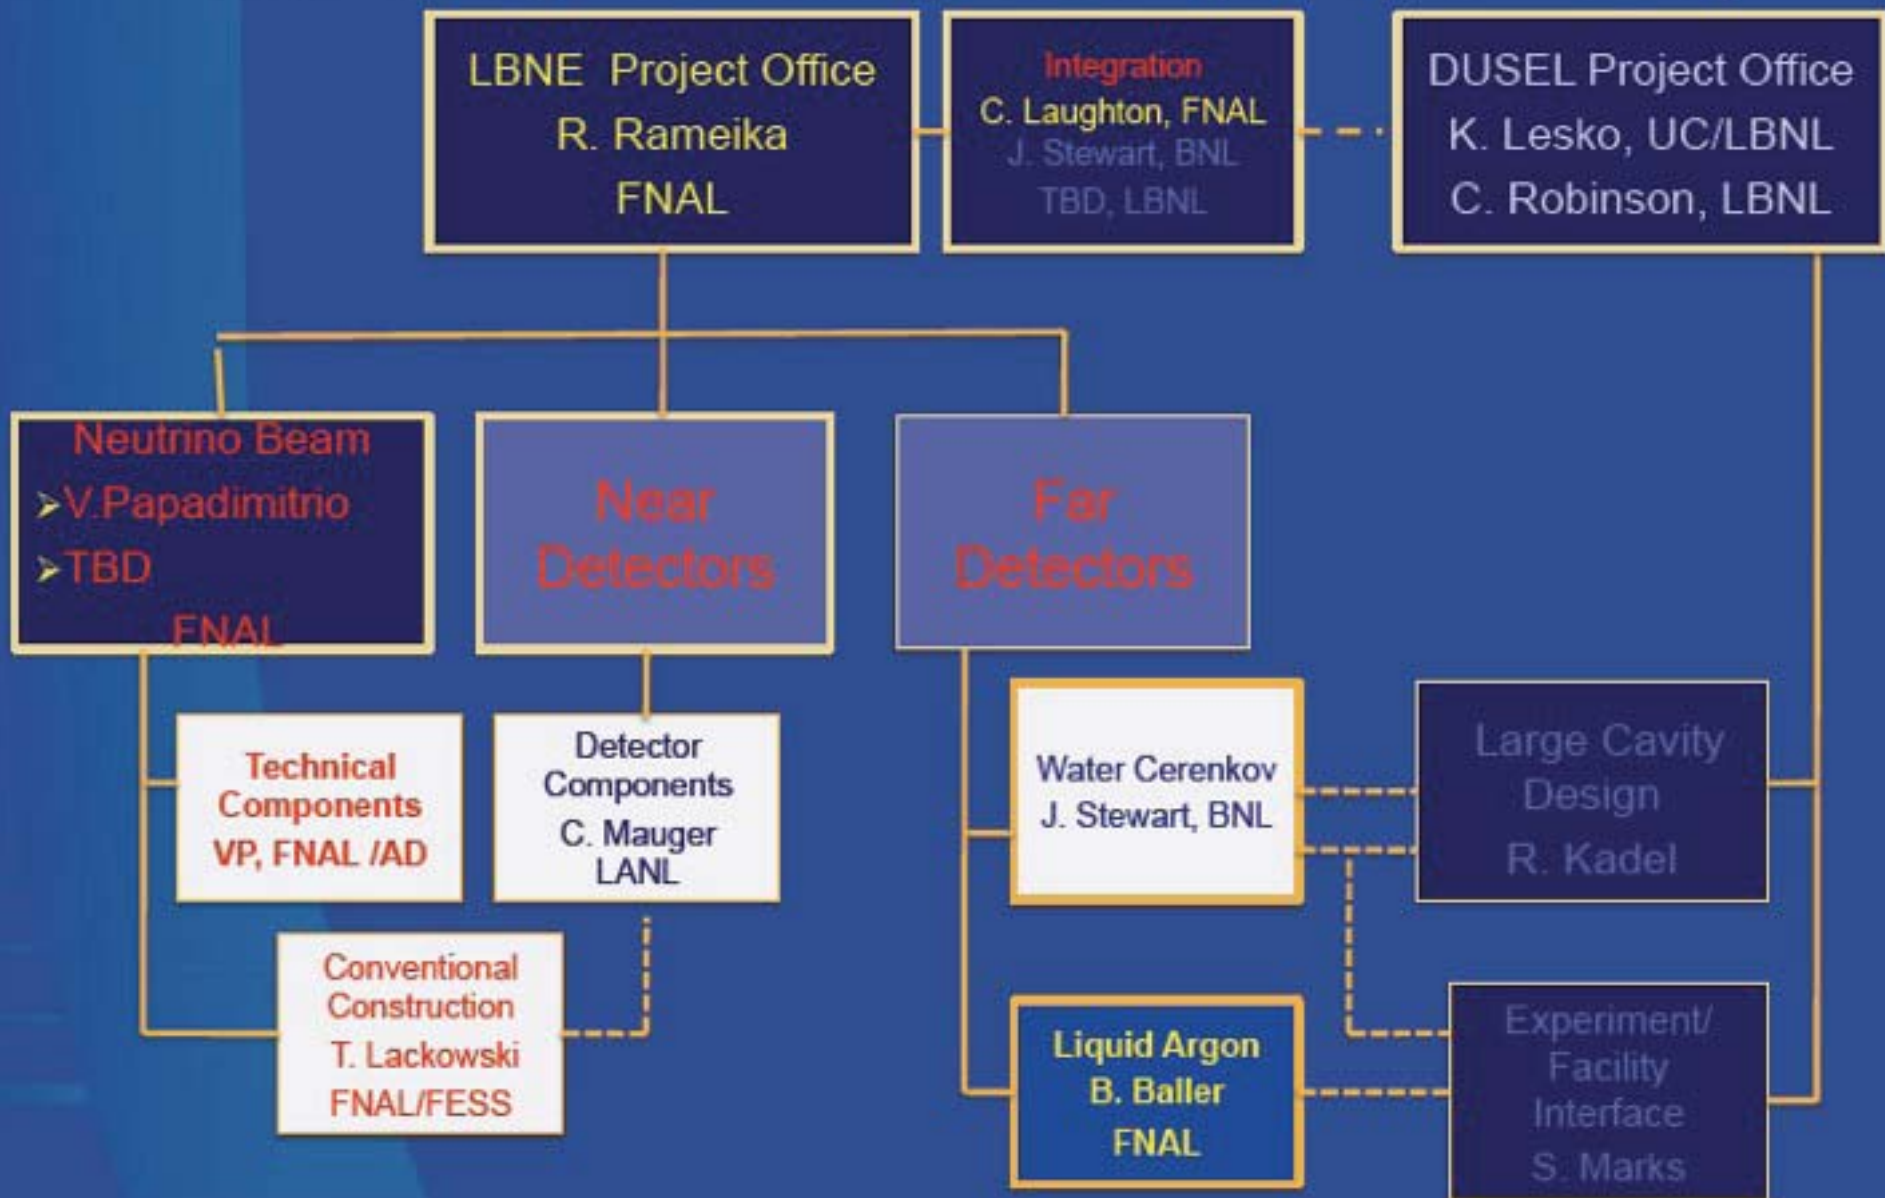 LBNE Project Office
R. Rameika
FNAL
Integration
C. Laughton, FNAL
J. Stewart, BNL
TBD, LBNL
DUSEL Project Office
K. Lesko, UC/LBNL
C. Robinson, LBNL
Neutrino Beam
➢V.Papadimitrio
➢TBD
FNAL
Near
Detectors
Far
Detectors
Technical
Components
VP, FNAL /AD
Detector
Components
C. Mauger
LANL
Conventional
Construction
T. Lackowski
FNAL/FESS
Water Cerenkov
J. Stewart, BNL
Large Cavity
Design
R. Kadel
Liquid Argon
B. Baller
FNAL
Experiment/
Facility
Interface
S. Marks